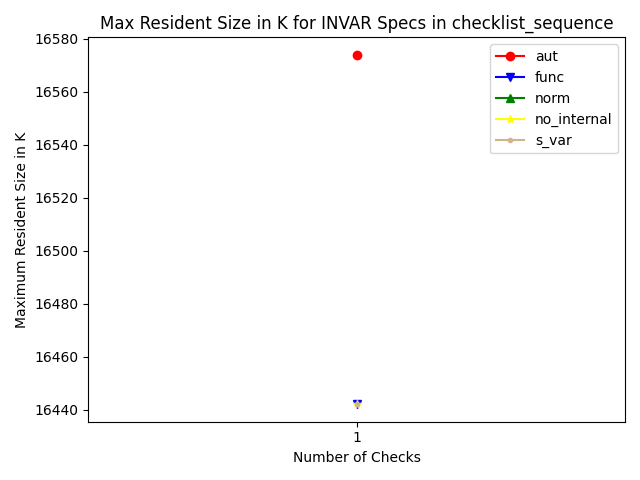 Max Resident Size in K for INVAR Specs in checklist_sequence
Maximum Resident Size in K
16580
16560
16540
16520
16500
16480
16460
16440
1
Number of Checks
aut
func
norm
no_internal
s_var